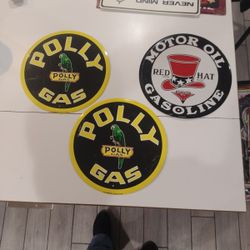 NEVER MIND
POLLY
POLLY
GAS
MOTOR OIL
RED HAT
GASOLINE
POLLY
POLLY
GAS